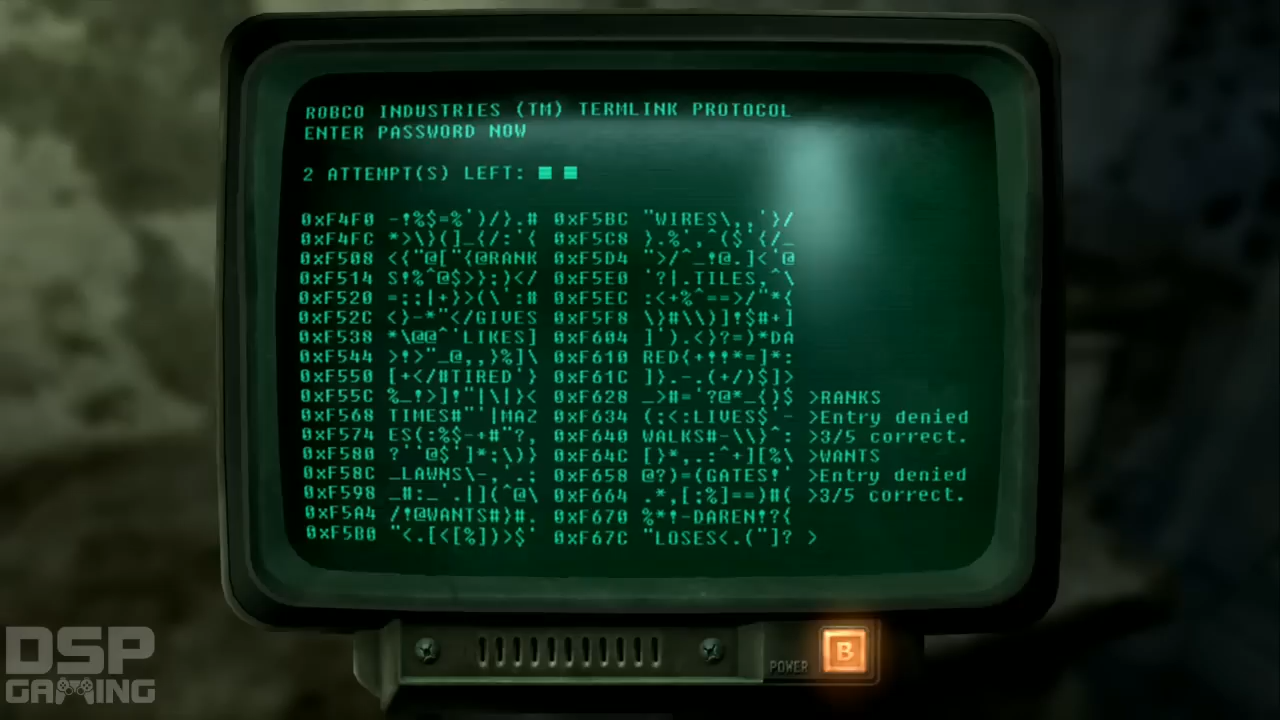 ROBCO INDUSTRIES (TM) TERMLINK PROTOCOL
ENTER PASSWORD NOW
2 ATTEMPT(S) LEFT: ■ ■
0xF4F0 -!%$=%')/}.# 0xF5BC "WIRES\,,'}/
0xF4FC *>\}(]_{/:'{ 0xF5C8 }.%',^($'{/_
0xF508 <{"@["{@RANK 0xF5D4 ">/^_!@.]<'@
0xF514 S!%^@$>}:}</ 0xF5E0 '?|.TILES,^\
0xF520 =:;|+}>(\':# 0xF5EC :<+%^==>/"*{
0xF52C <}-*"</GIVES 0xF5F8 \}#\\)]!$#+]
0xF538 *\@@^'LIKES] 0xF604 ]').<}?=)*DA
0xF544 >!>"_@,,}%]\ 0xF610 RED{+!!*=]*:
0xF550 [+</#TIRED'} 0xF61C ]}.-.(+/)$]>
0xF55C %_!>]!"|\|}< 0xF628 _>#='?@*_{}$ >RANKS
0xF568 TIMES#"'|MAZ 0xF634 (;<:LIVES$'- >Entry denied
0xF574 ES(:%$-+#"?, 0xF640 WALKS#-\\}^: >3/5 correct.
0xF580 ?''@$']*:\)} 0xF64C [}*,.:^+][%\ >WANTS
0xF58C _LAWNS\-,'.: 0xF658 @?)=(GATES!' >Entry denied
0xF598 _#:_'.|](^@\ 0xF664 .*,[:%]==)#( >3/5 correct.
0xF5A4 /!@WANTS#}#. 0xF670 %*!-DAREN!?{
0xF5B0 "<.[<[%])>$' 0xF67C "LOSES<.("]? >
POWER
B
DSP
GAMING